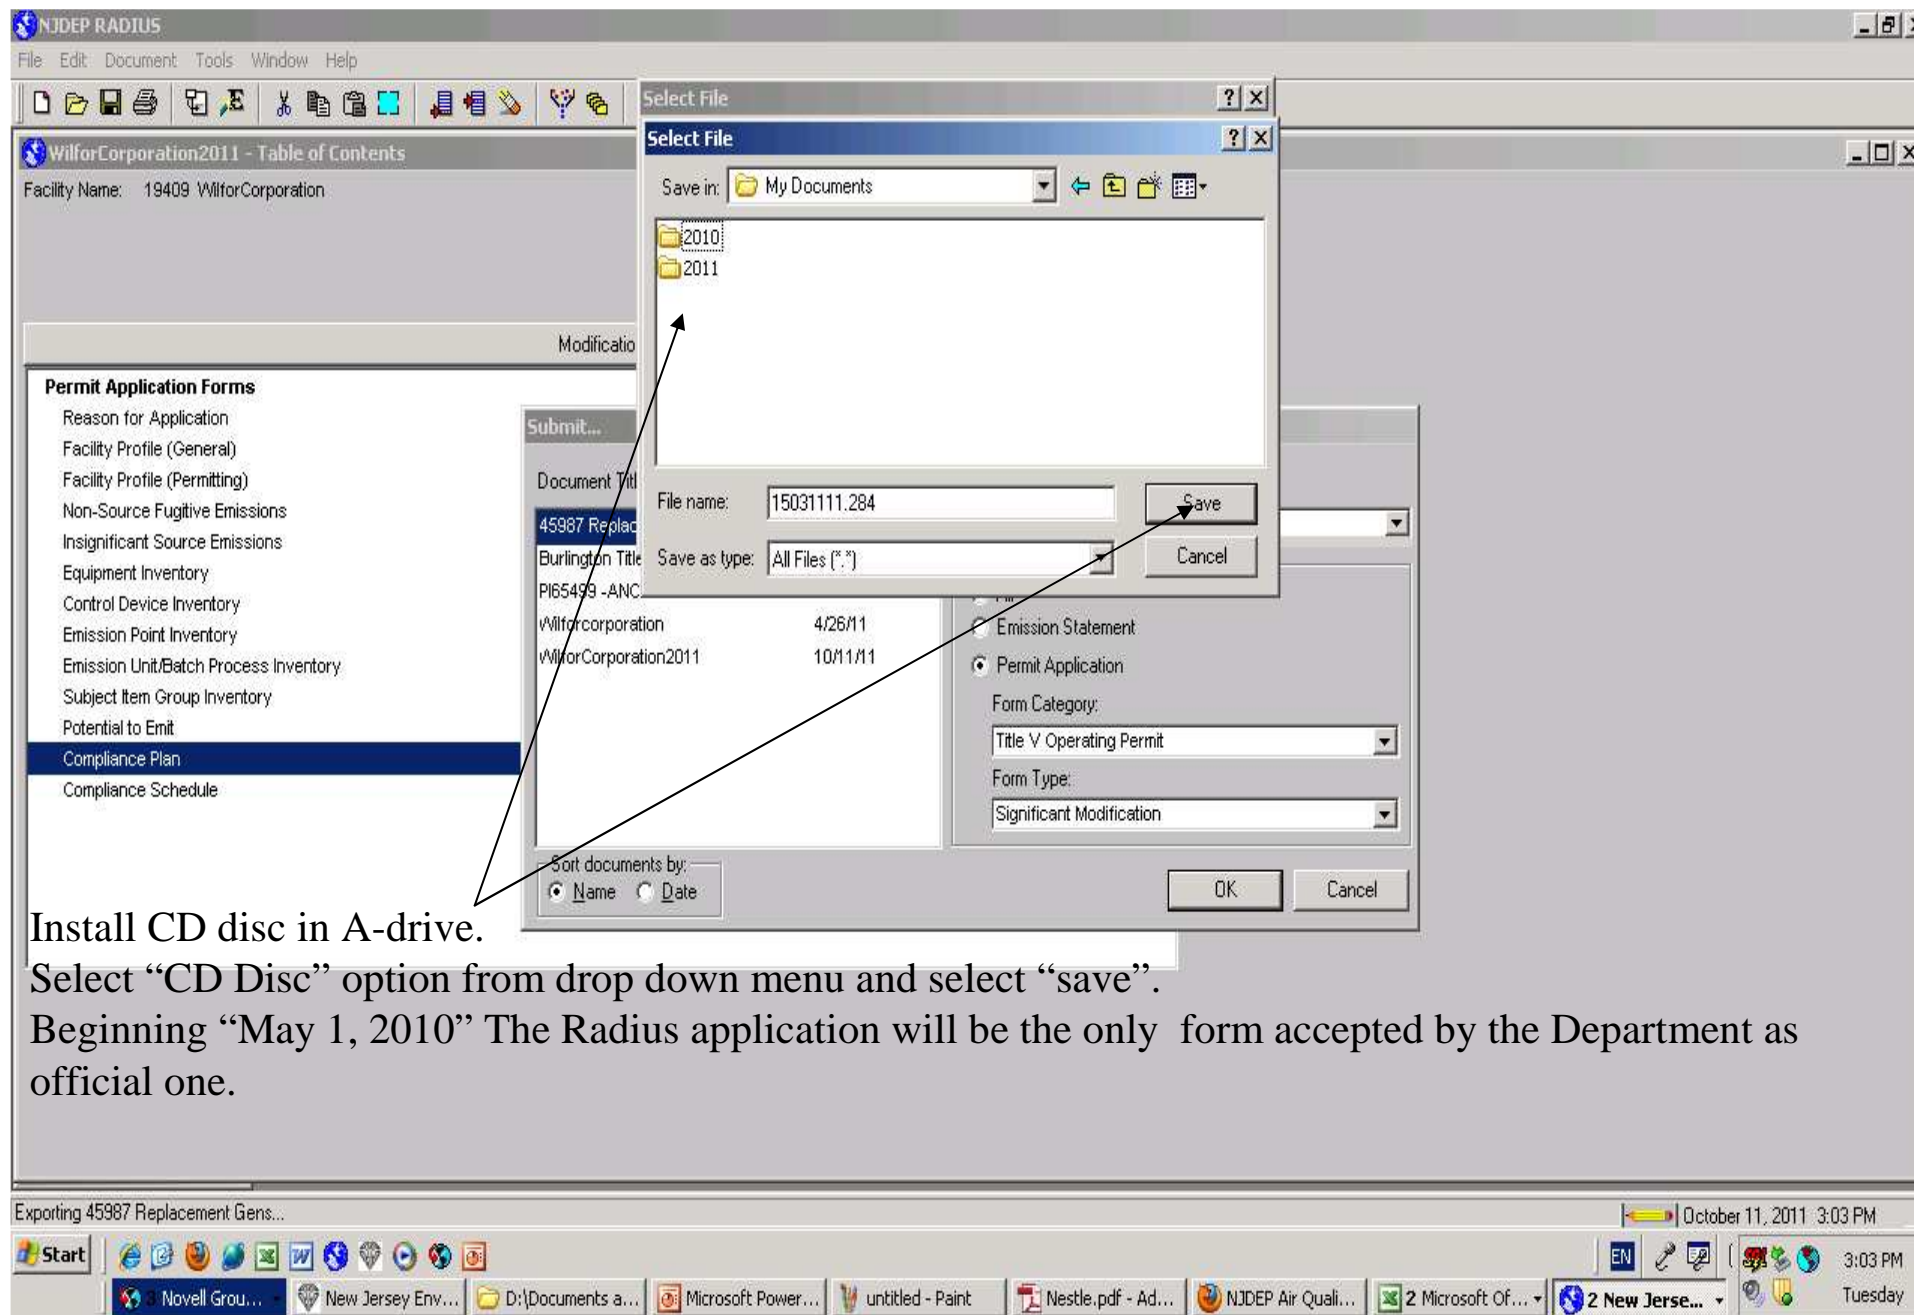 NJDEP RADIUS
File Edit Document Tools Window Help
WilforCorporation2011 - Table of Contents
Facility Name: 19409 WilforCorporation
Modificatio
Permit Application Forms
Reason for Application
Facility Profile (General)
Facility Profile (Permitting)
Non-Source Fugitive Emissions
Insignificant Source Emissions
Equipment Inventory
Control Device Inventory
Emission Point Inventory
Emission Unit/Batch Process Inventory
Subject Item Group Inventory
Potential to Emit
Compliance Plan
Compliance Schedule
Select File
Select File
Save in: My Documents
2010
2011
File name: 15031111.284 Save
Save as type: All Files (*.*) Cancel
Submit...
Document Titl
45987 Replac
Burlington Title
PI65499 -ANC
Wilforcorporation 4/26/11
WilforCorporation2011 10/11/11
Emission Statement
Permit Application
Form Category:
Title V Operating Permit
Form Type:
Significant Modification
Sort documents by:
Name Date
OK Cancel
Install CD disc in A-drive.
Select “CD Disc” option from drop down menu and select “save”.
Beginning “May 1, 2010” The Radius application will be the only form accepted by the Department as
official one.
Exporting 45987 Replacement Gens... October 11, 2011 3:03 PM
Start EN 3:03 PM
3 Novell Grou... New Jersey Env... D:\Documents a... Microsoft Power... untitled - Paint Nestle.pdf - Ad... NJDEP Air Quali... 2 Microsoft Of... 2 New Jerse... Tuesday